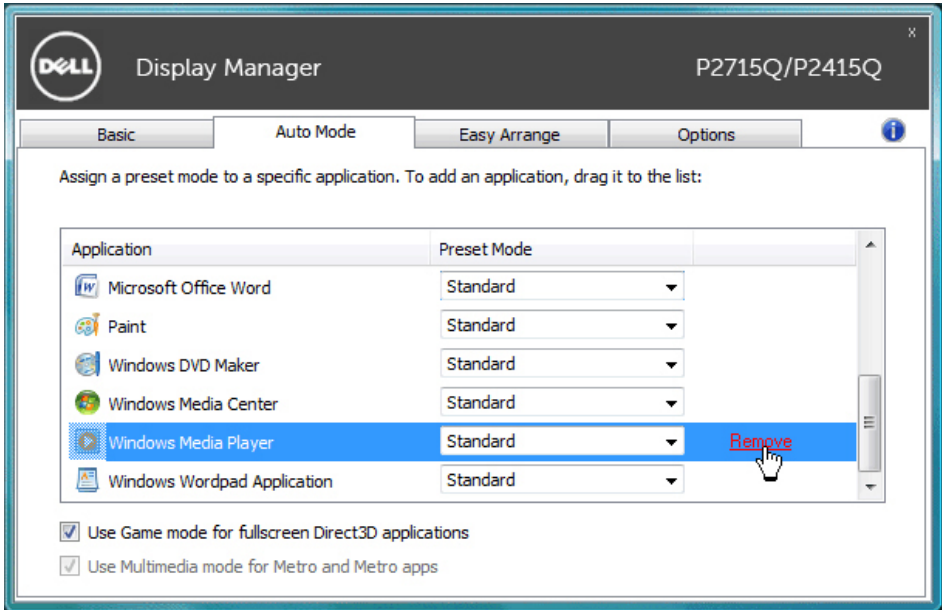 DELL Display Manager P2715Q/P2415Q x
Basic Auto Mode Easy Arrange Options i
Assign a preset mode to a specific application. To add an application, drag it to the list:
Application Preset Mode
Microsoft Office Word Standard
Paint Standard
Windows DVD Maker Standard
Windows Media Center Standard
Windows Media Player Standard Remove
Windows Wordpad Application Standard
Use Game mode for fullscreen Direct3D applications
Use Multimedia mode for Metro and Metro apps